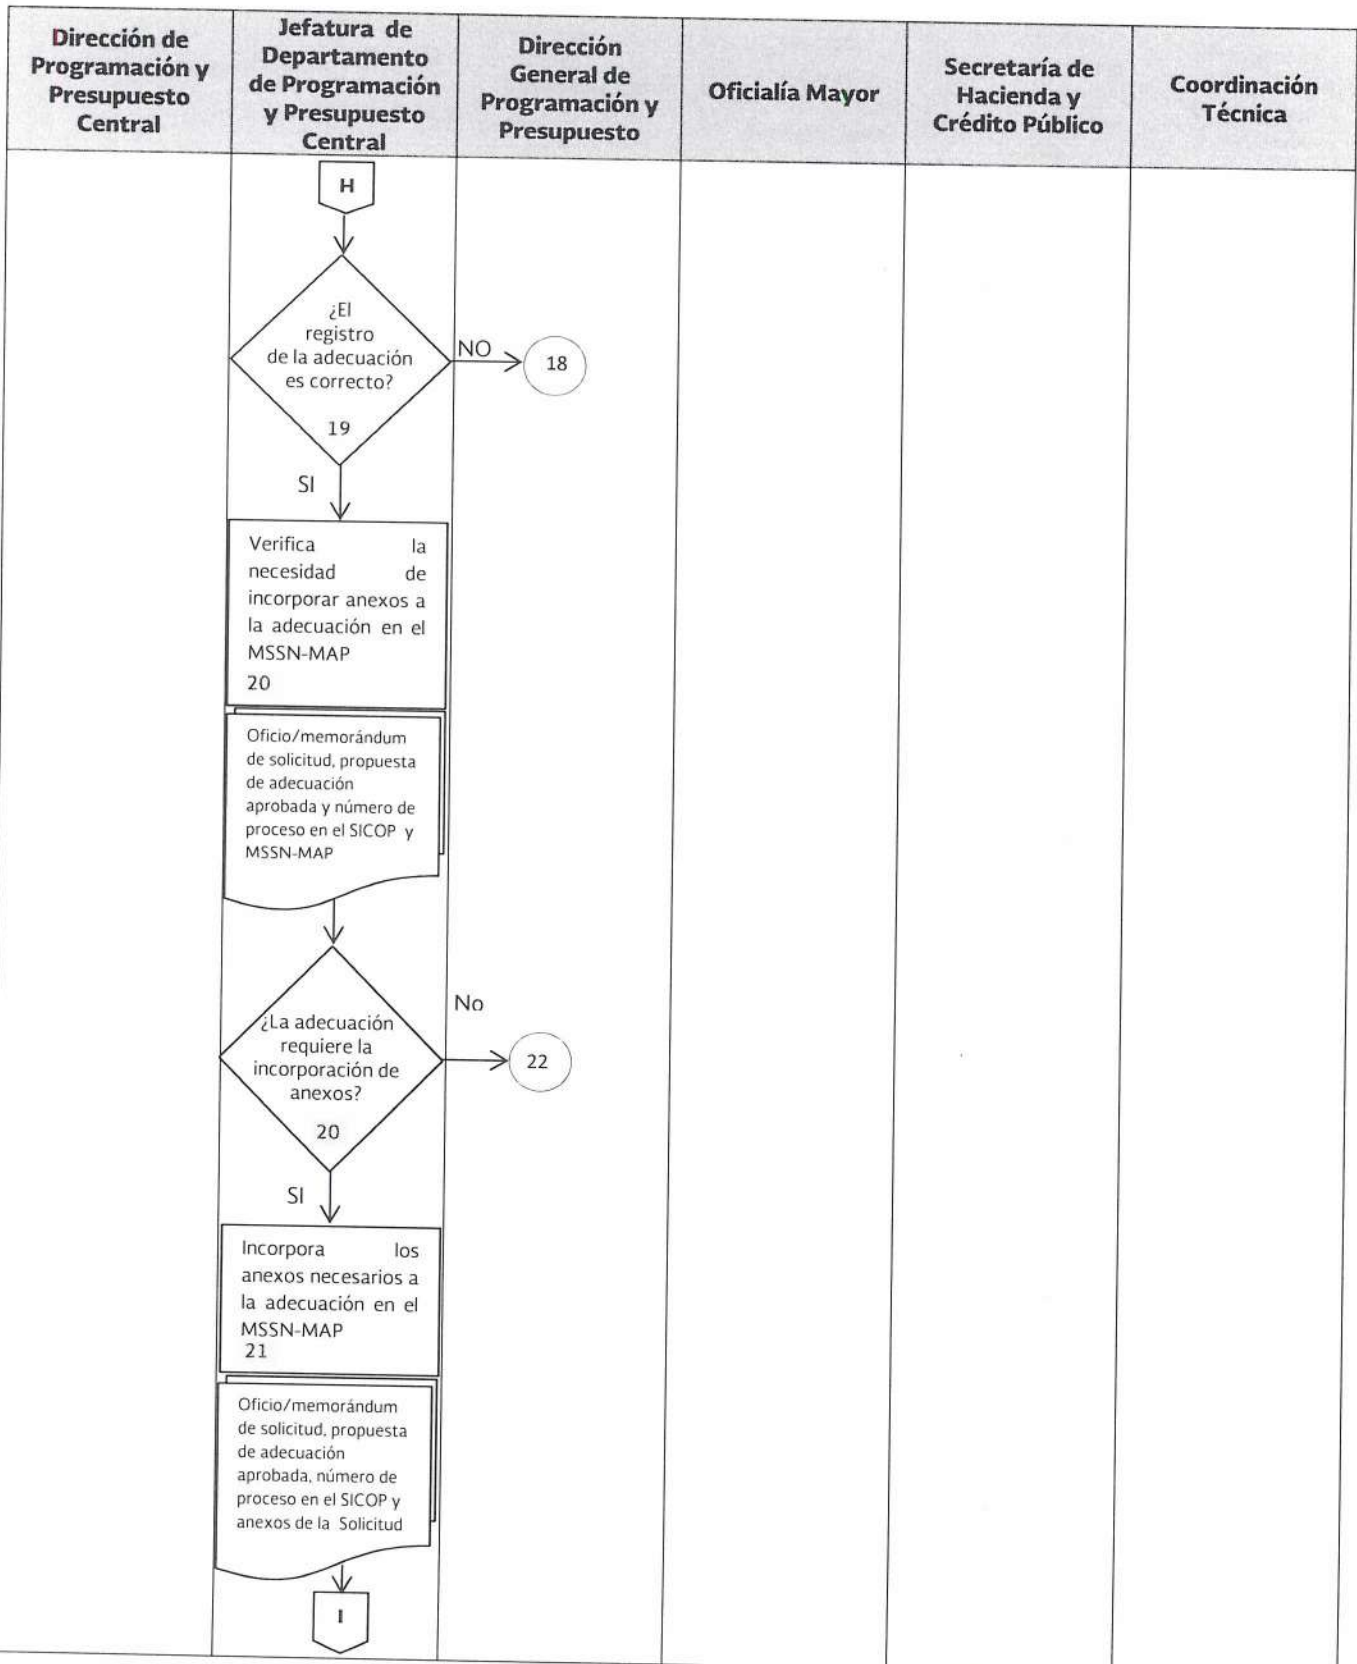 Dirección de
Programación y
Presupuesto
Central
Jefatura de
Departamento
de Programación
y Presupuesto
Central
Dirección
General de
Programación y
Presupuesto
Oficialía Mayor
Secretaría de
Hacienda y
Crédito Público
Coordinación
Técnica
H
¿El
registro
de la adecuación
es correcto?
19
NO
18
SI
Verifica la
necesidad de
incorporar anexos a
la adecuación en el
MSSN-MAP
20
Oficio/memorándum
de solicitud, propuesta
de adecuación
aprobada y número de
proceso en el SICOP y
MSSN-MAP
¿La adecuación
requiere la
incorporación de
anexos?
20
No
22
SI
Incorpora los
anexos necesarios a
la adecuación en el
MSSN-MAP
21
Oficio/memorándum
de solicitud, propuesta
de adecuación
aprobada, número de
proceso en el SICOP y
anexos de la Solicitud
I